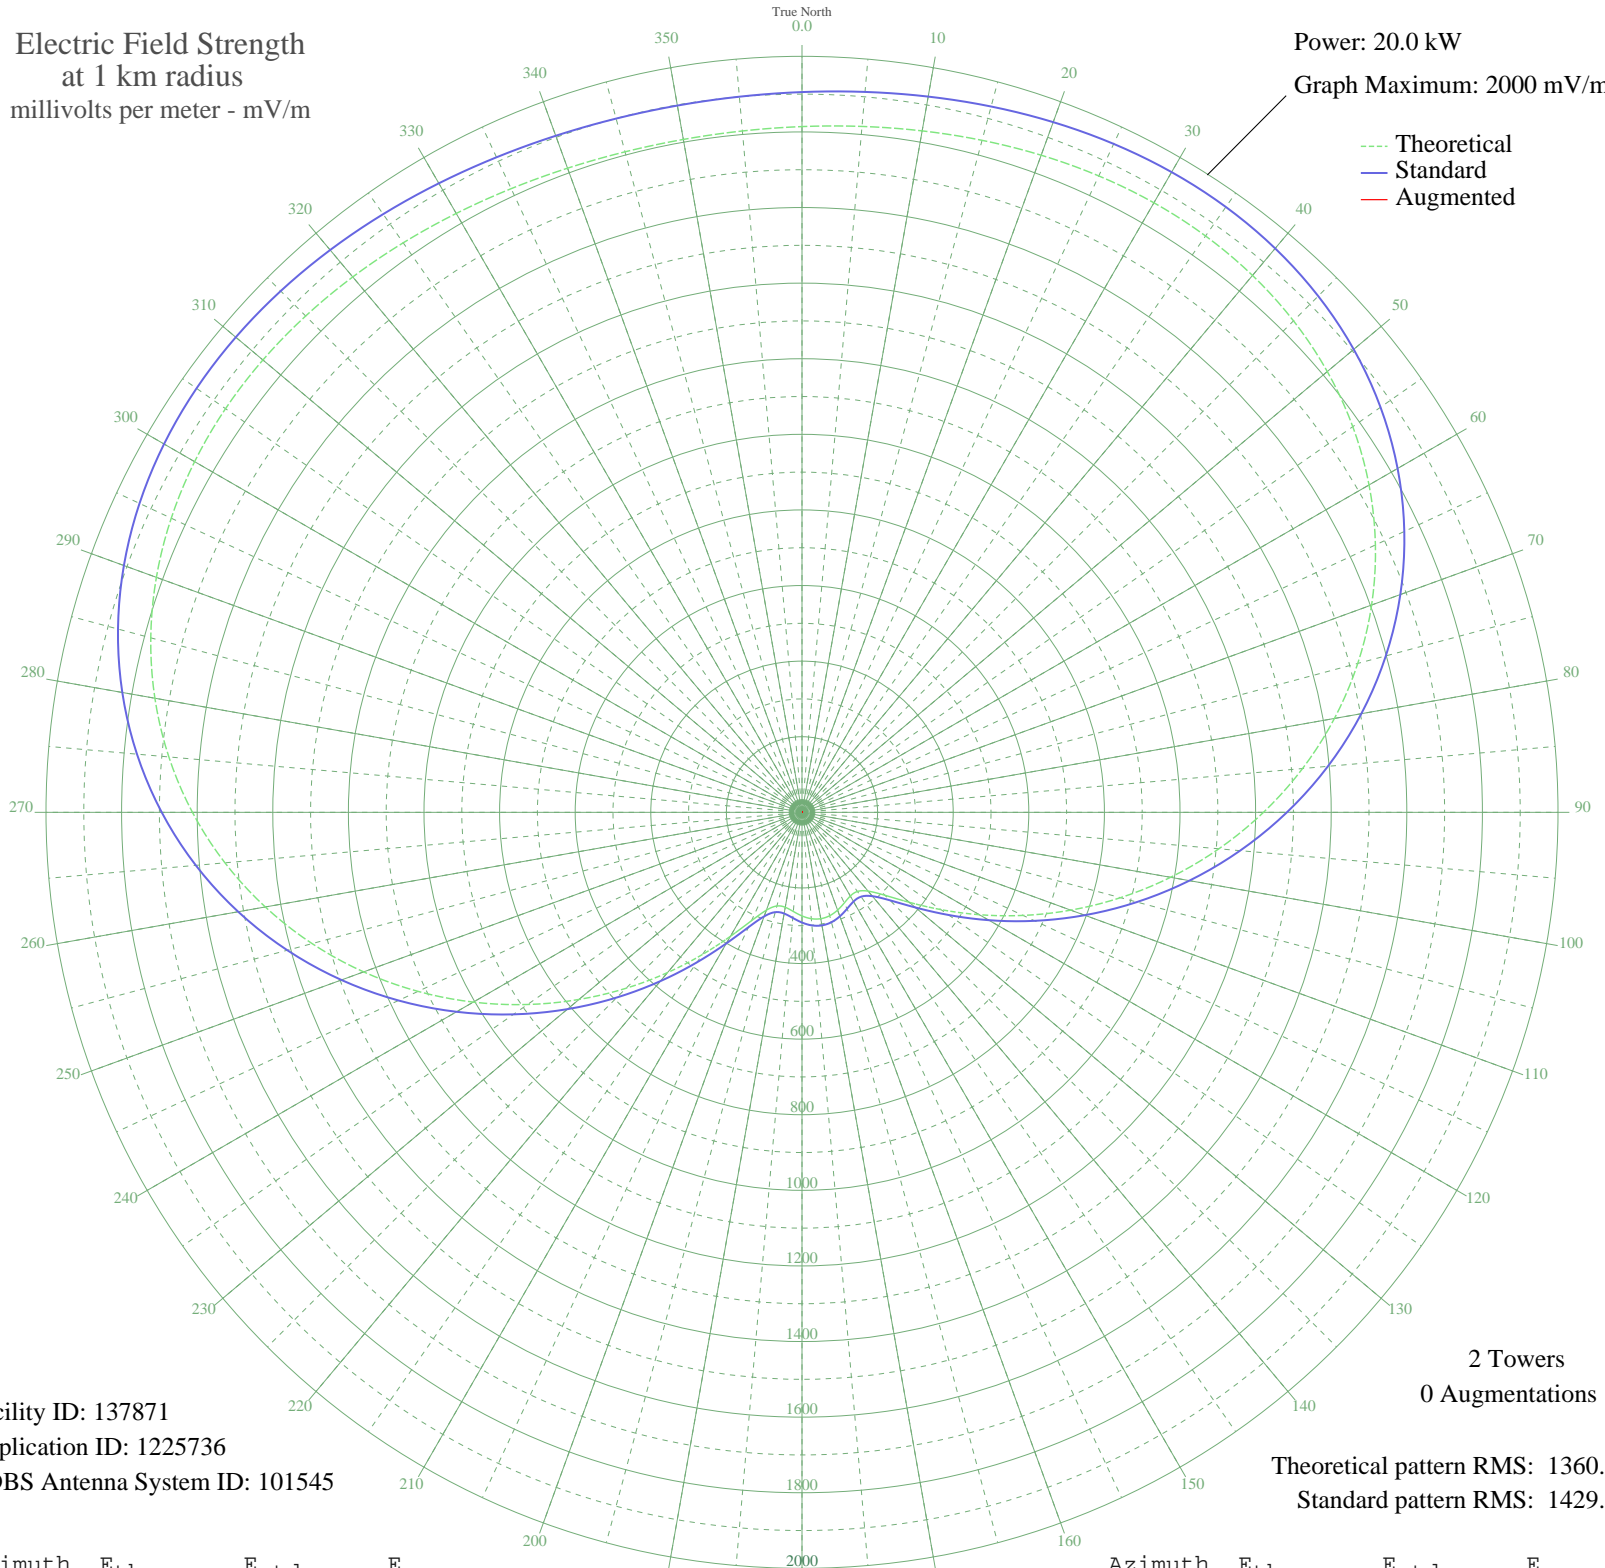 True North
0.0
Electric Field Strength
at 1 km radius
millivolts per meter - mV/m
Power: 20.0 kW
Graph Maximum: 2000 mV/m
Theoretical
Standard
Augmented
10
20
30
40
50
60
70
80
90
100
110
120
130
140
150
160
200
210
220
230
240
250
260
270
280
290
300
310
320
330
340
350
400
600
800
1000
1200
1400
1600
1800
2000
2 Towers
0 Augmentations
cility ID: 137871
plication ID: 1225736
DBS Antenna System ID: 101545
Theoretical pattern RMS: 1360.
Standard pattern RMS: 1429.
imuth
Azimuth